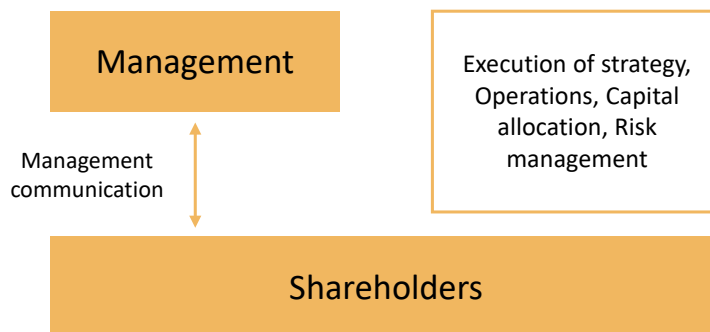 Management
Execution of strategy,
Operations, Capital
allocation, Risk
management
Management
communication
Shareholders